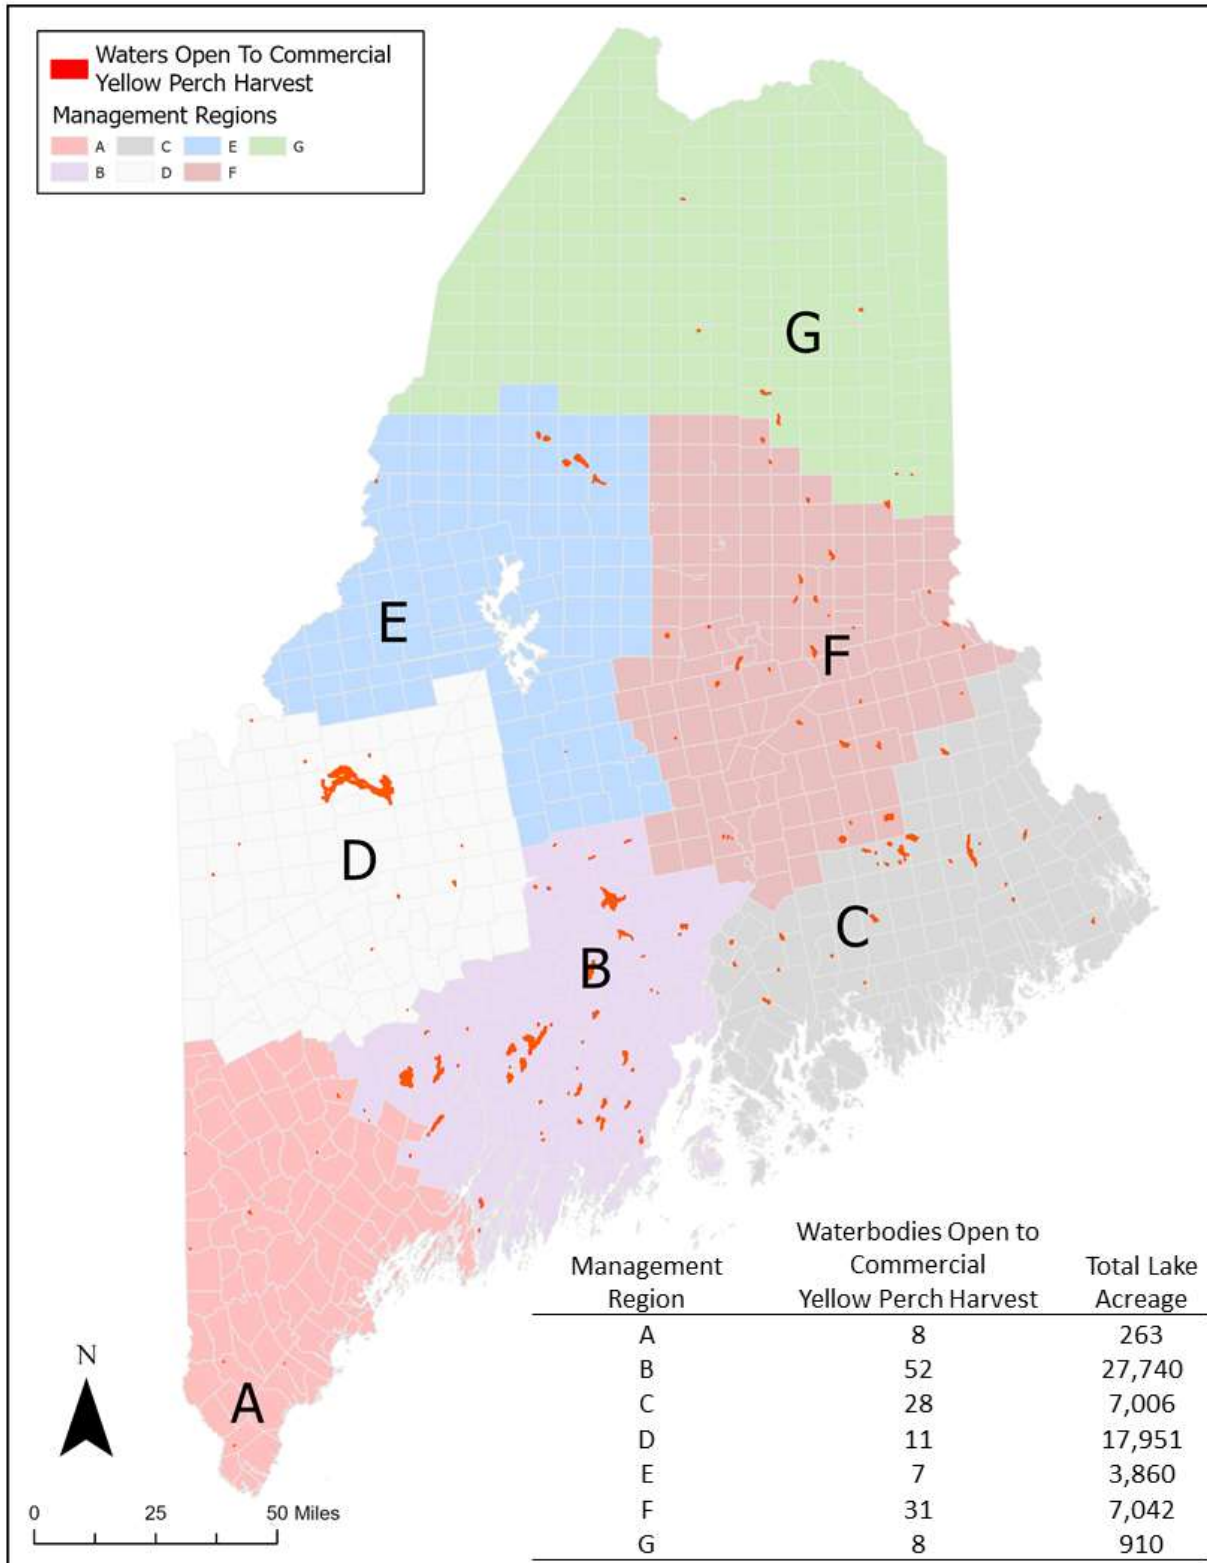 Waters Open To Commercial
Yellow Perch Harvest
Management Regions
A C E G
B D F
G
E
F
D
C
B
A
N
0 25 50 Miles
Waterbodies Open to
Management Commercial Total Lake
Region Yellow Perch Harvest Acreage
A 8 263
B 52 27,740
C 28 7,006
D 11 17,951
E 7 3,860
F 31 7,042
G 8 910